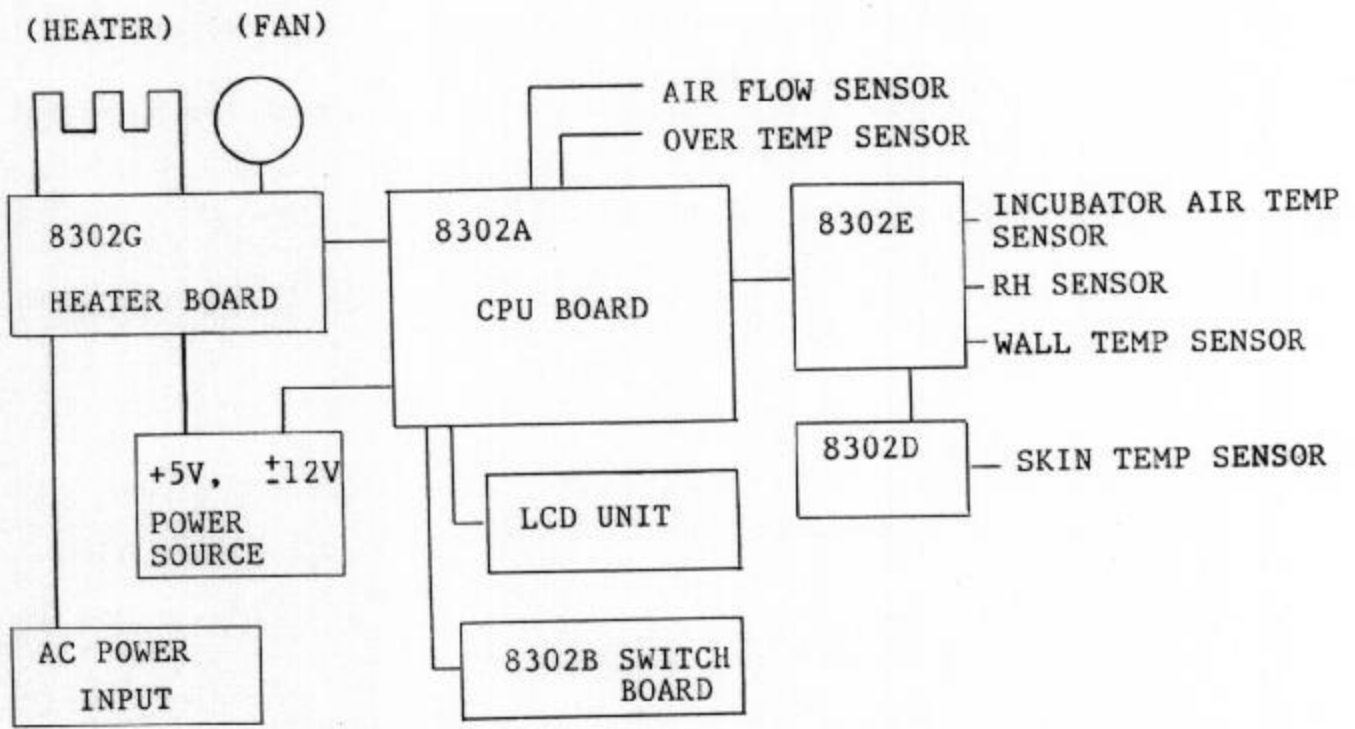 (HEATER)
(FAN)
AIR FLOW SENSOR
OVER TEMP SENSOR
8302G
HEATER BOARD
8302A
CPU BOARD
8302E
INCUBATOR AIR TEMP
SENSOR
RH SENSOR
WALL TEMP SENSOR
8302D
SKIN TEMP SENSOR
+5V, ±12V
POWER
SOURCE
LCD UNIT
8302B SWITCH
BOARD
AC POWER
INPUT